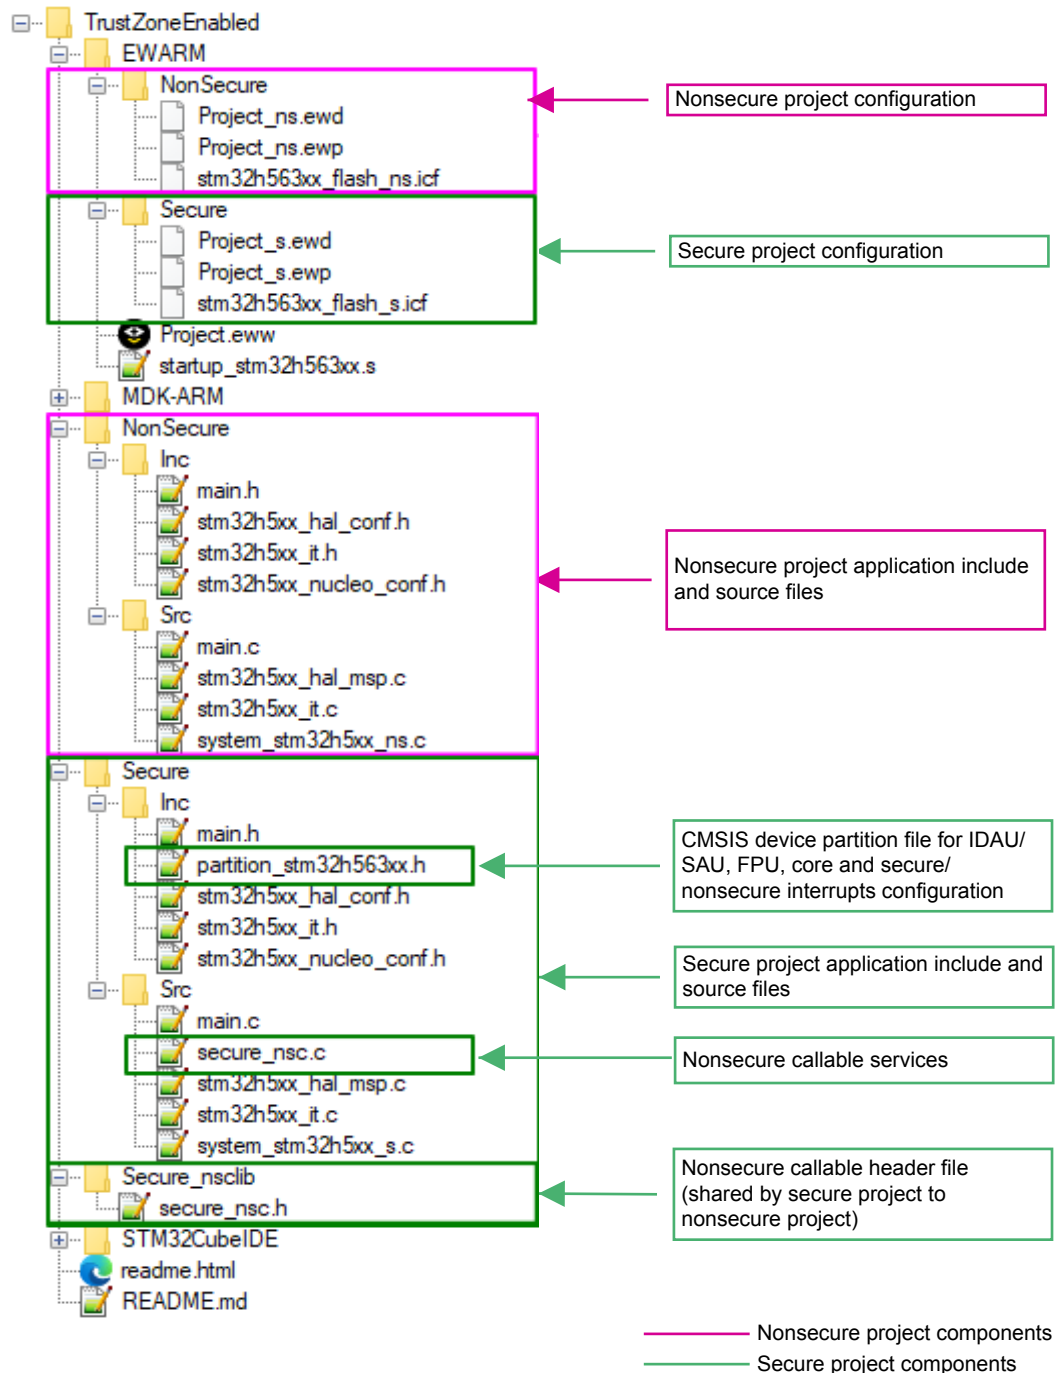 TrustZoneEnabled
EWARM
NonSecure
Project_ns.ewd
Project_ns.ewp
stm32h563xx_flash_ns.icf
Nonsecure project configuration
Secure
Project_s.ewd
Project_s.ewp
stm32h563xx_flash_s.icf
Secure project configuration
Project.eww
startup_stm32h563xx.s
MDK-ARM
NonSecure
Inc
main.h
stm32h5xx_hal_conf.h
stm32h5xx_it.h
stm32h5xx_nucleo_conf.h
Src
main.c
stm32h5xx_hal_msp.c
stm32h5xx_it.c
system_stm32h5xx_ns.c
Nonsecure project application include
and source files
Secure
Inc
main.h
partition_stm32h563xx.h
stm32h5xx_hal_conf.h
stm32h5xx_it.h
stm32h5xx_nucleo_conf.h
CMSIS device partition file for IDAU/
SAU, FPU, core and secure/
nonsecure interrupts configuration
Secure project application include and
source files
Src
main.c
secure_nsc.c
stm32h5xx_hal_msp.c
stm32h5xx_it.c
system_stm32h5xx_s.c
Nonsecure callable services
Secure_nsclib
secure_nsc.h
Nonsecure callable header file
(shared by secure project to
nonsecure project)
STM32CubeIDE
readme.html
README.md
Nonsecure project components
Secure project components